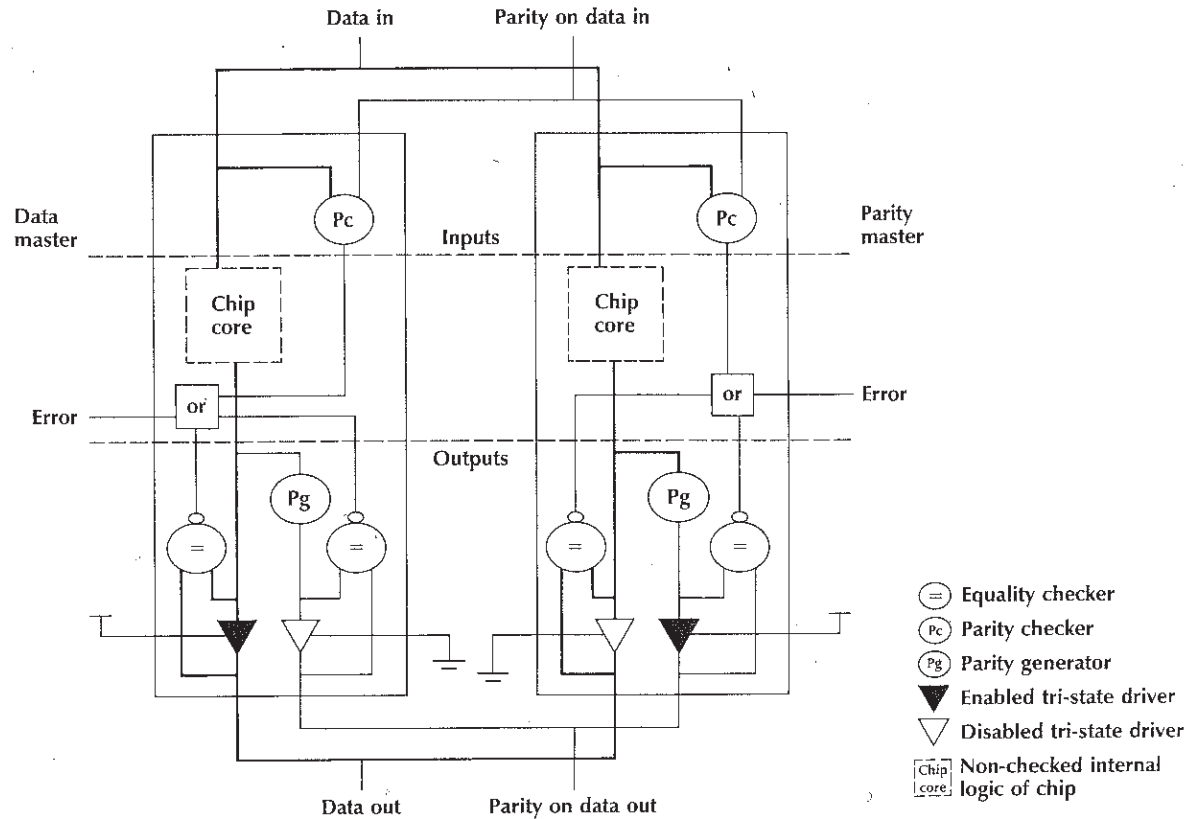 Data in
Parity on data in
Data
master
Pc
Inputs
Pc
Parity
master
Chip
core
Chip
core
or
or
Error
Error
Outputs
Pg
Pg
=
=
=
=
= Equality checker
Pc Parity checker
Pg Parity generator
Enabled tri-state driver
Disabled tri-state driver
Chip core Non-checked internal
logic of chip
Data out
Parity on data out